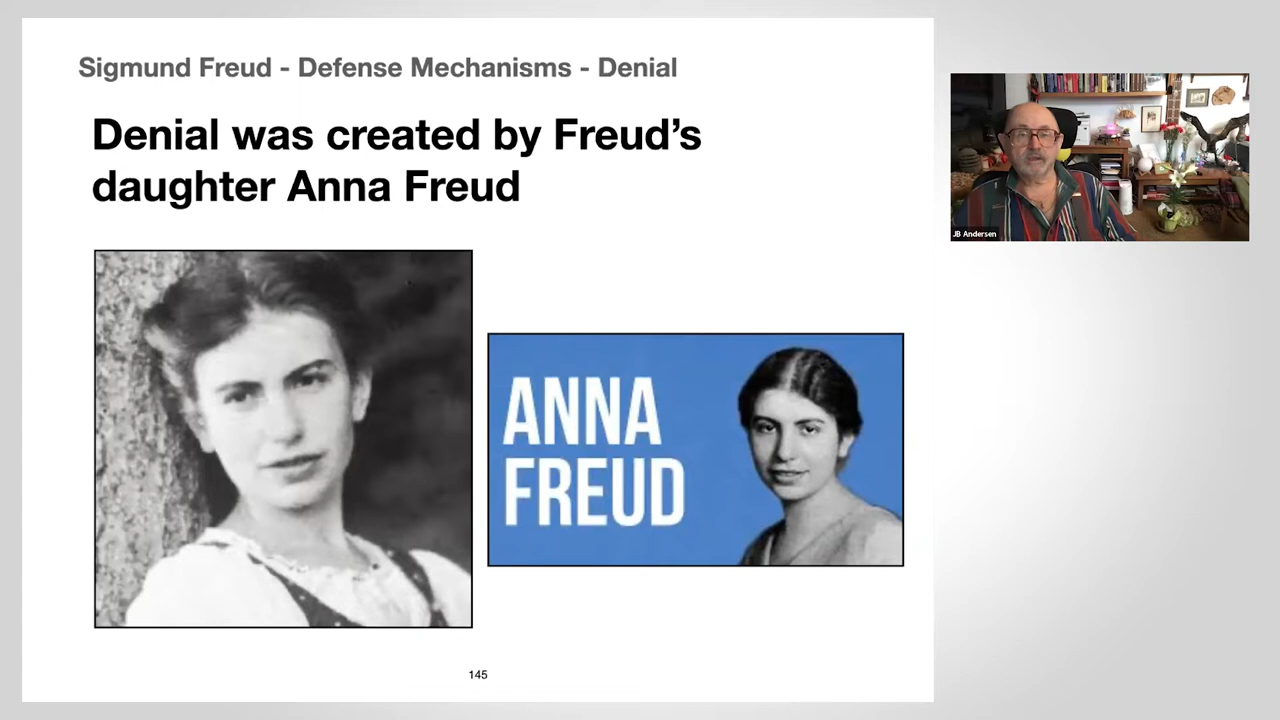 Sigmund Freud - Defense Mechanisms - Denial
Denial was created by Freud’s
daughter Anna Freud
ANNA
FREUD
145
JB Andersen